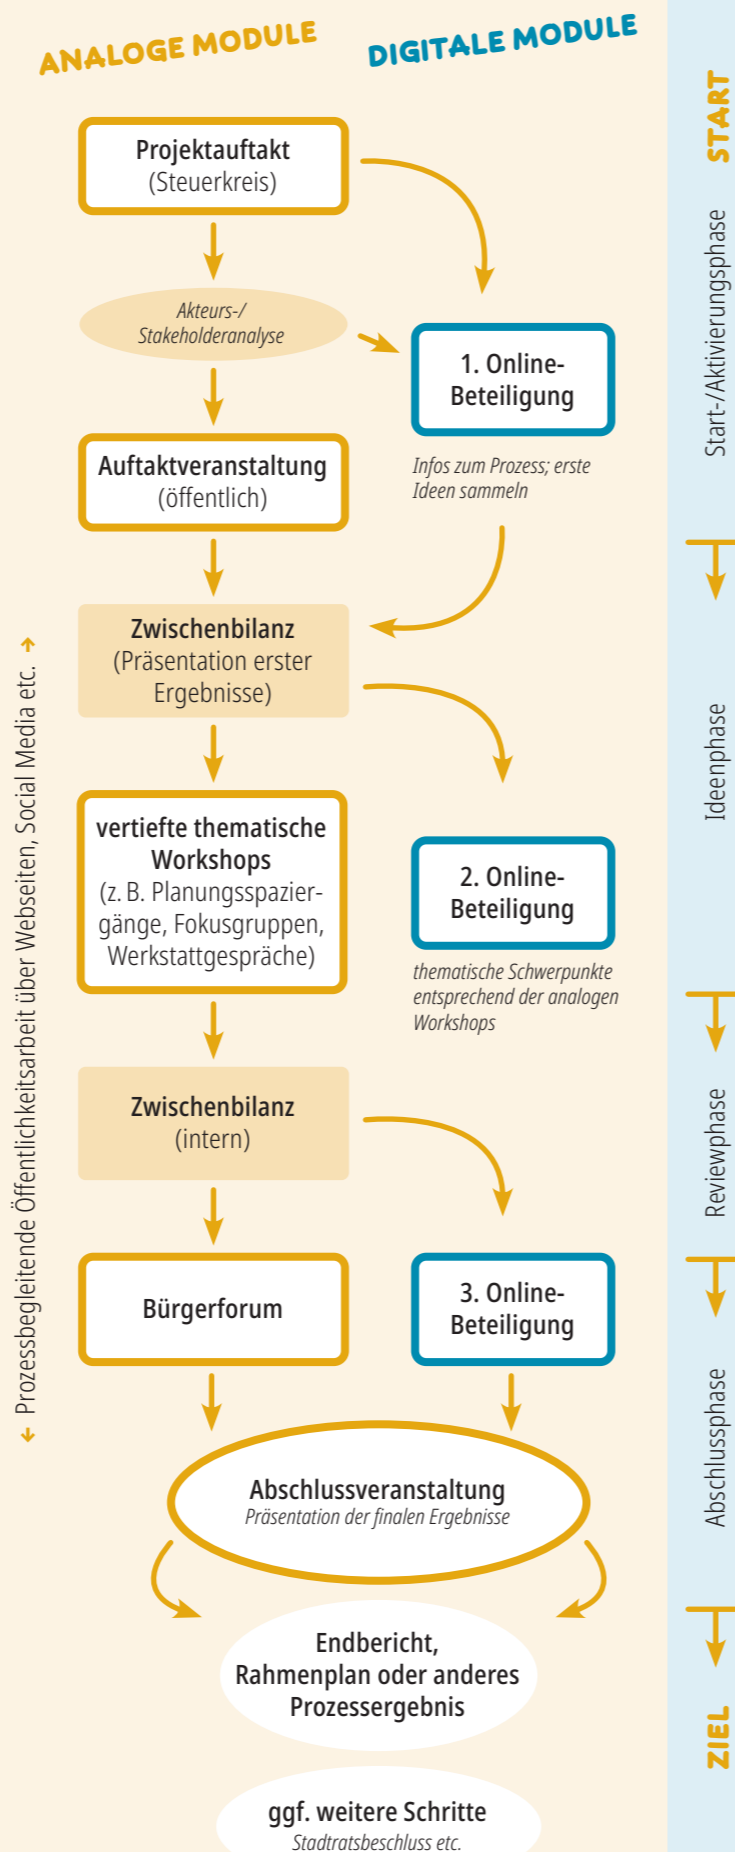 ANALOGE MODULE
DIGITALE MODULE
START
Projektauftakt
(Steuerkreis)
Akteurs-/
Stakeholderanalyse
1. Online-
Beteiligung
Infos zum Prozess; erste
Ideen sammeln
Auftaktveranstaltung
(öffentlich)
Start-/Aktivierungsphase
Zwischenbilanz
(Präsentation erster
Ergebnisse)
← Prozessbegleitende Öffentlichkeitsarbeit über Webseiten, Social Media etc. →
Ideenphase
vertiefte thematische
Workshops
(z. B. Planungsspazier-
gänge, Fokusgruppen,
Werkstattgespräche)
2. Online-
Beteiligung
thematische Schwerpunkte
entsprechend der analogen
Workshops
Zwischenbilanz
(intern)
Reviewphase
Bürgerforum
3. Online-
Beteiligung
Abschlussphase
Abschlussveranstaltung
Präsentation der finalen Ergebnisse
Endbericht,
Rahmenplan oder anderes
Prozessergebnis
ZIEL
ggf. weitere Schritte
Stadtratsbeschluss etc.